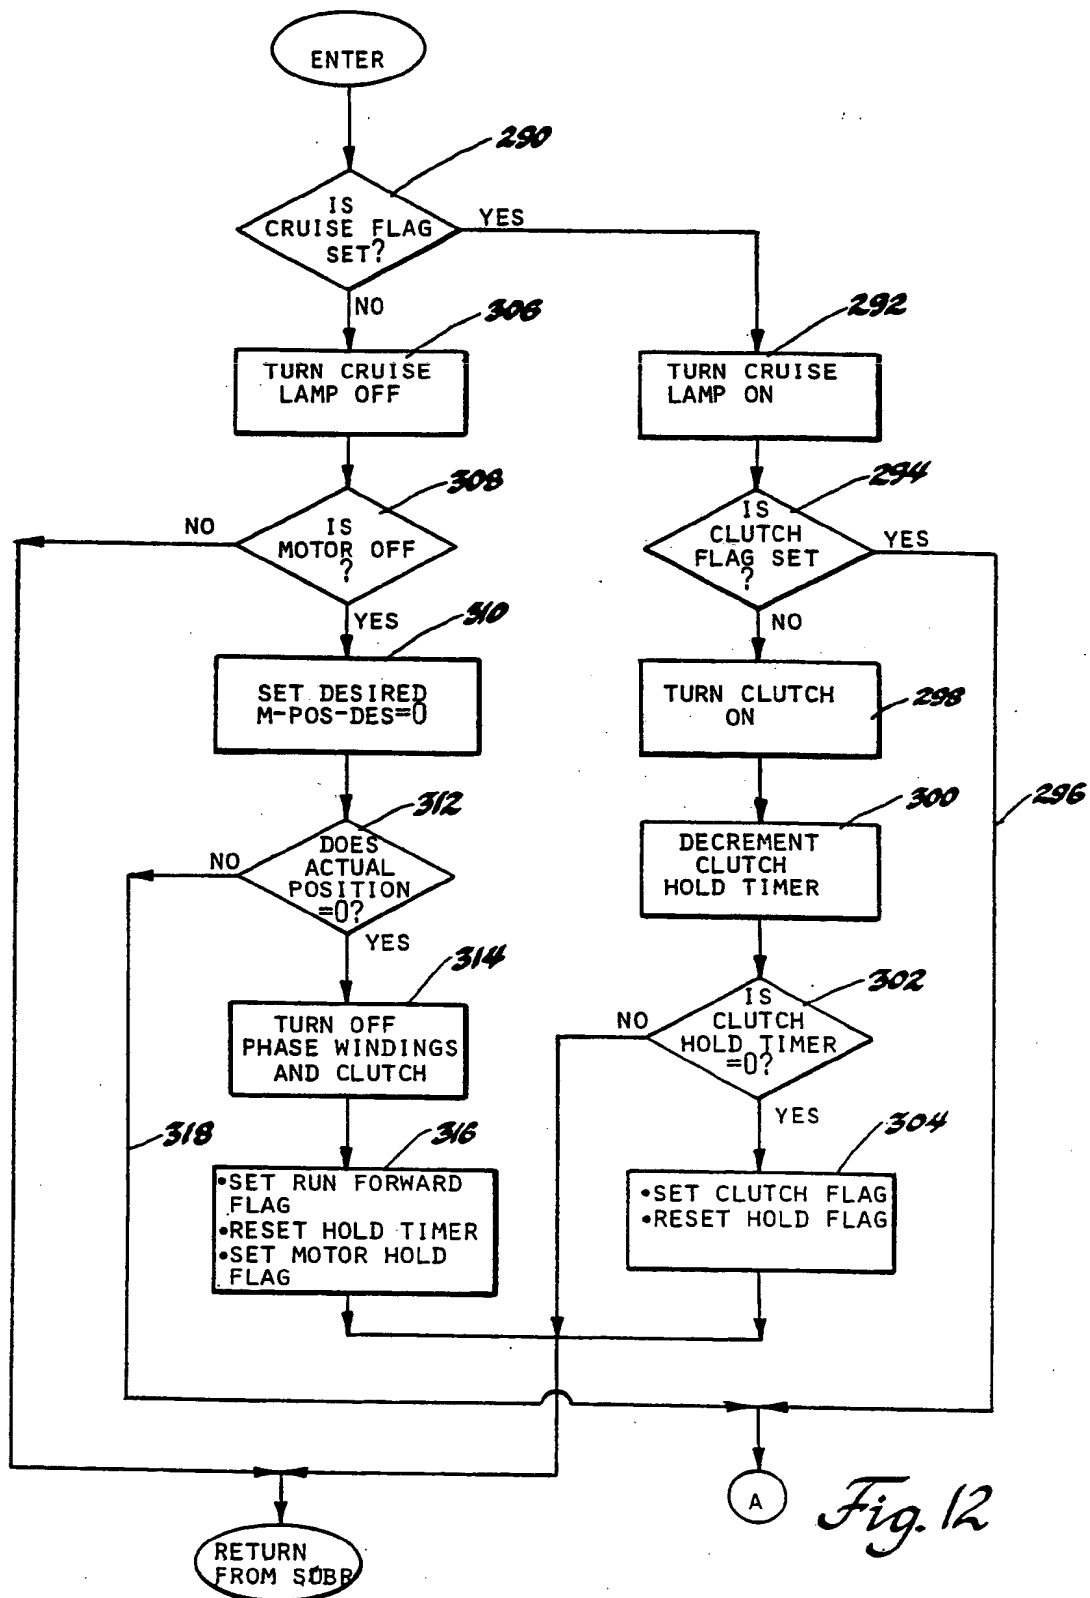 ENTER
290
IS
CRUISE FLAG
SET?
YES
NO
306
292
TURN CRUISE
LAMP OFF
TURN CRUISE
LAMP ON
308
294
NO
IS
MOTOR OFF
?
IS
CLUTCH
FLAG SET
?
YES
YES
310
NO
SET DESIRED
M-POS-DES=0
TURN CLUTCH
ON
298
312
300
296
NO
DOES
ACTUAL
POSITION
=0?
DECREMENT
CLUTCH
HOLD TIMER
YES
314
302
TURN OFF
PHASE WINDINGS
AND CLUTCH
NO
IS
CLUTCH
HOLD TIMER
=0?
YES
318
316
304
•SET RUN FORWARD
FLAG
•RESET HOLD TIMER
•SET MOTOR HOLD
FLAG
•SET CLUTCH FLAG
•RESET HOLD FLAG
A
Fig. 12
RETURN
FROM SUBR